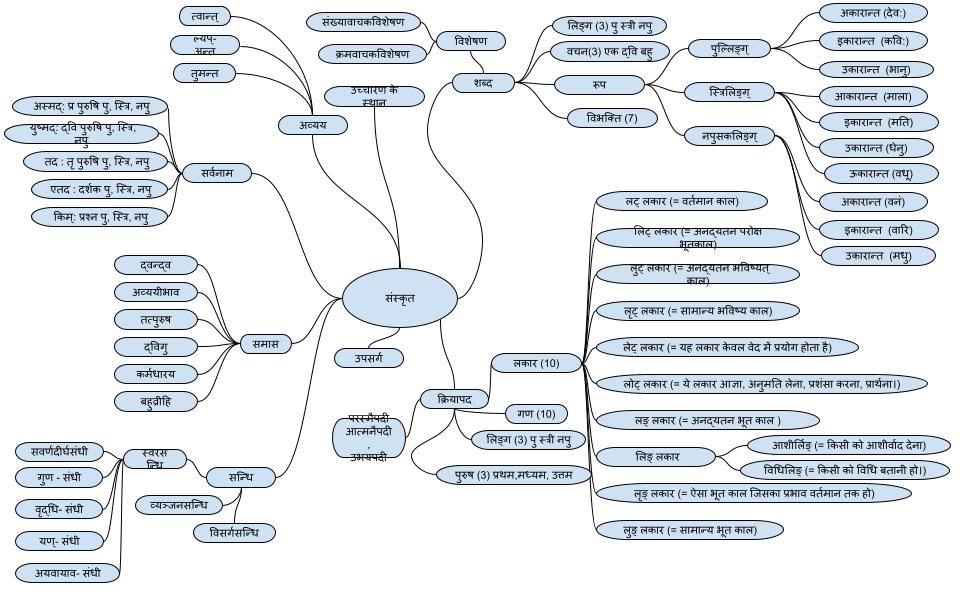 त्वान्त्
ल्यप्-
अन्त
तुमन्त
अव्यय
संख्यावाचकविशेषण
क्रमवाचकविशेषण
विशेषण
उच्चारण के
स्थान
शब्द
लिङ्ग (3) पु स्त्री नपु
वचन(3) एक द्वि बहु
रूप
विभक्ति (7)
पुल्लिङ्ग्
स्त्रिलिङ्ग्
नपुसकलिङ्ग्
अकारान्त (देव:)
इकारान्त (कवि:)
उकारान्त (भानु)
आकारान्त (माला)
इकारान्त (मति)
उकारान्त (धेनु)
ऊकारान्त (वधू)
अकारान्त (वनं)
इकारान्त (वारि)
उकारान्त (मधु)
अस्मद्: प्र पुरुषि पु, स्त्रि, नपु
युष्मद्: द्वि पुरुषि पु, स्त्रि,
नपु
तद : तृ पुरुषि पु, स्त्रि, नपु
एतद : दर्शक पु, स्त्रि, नपु
किम्: प्रश्न पु, स्त्रि, नपु
सर्वनाम
संस्कृत
द्वन्द्व
अव्ययीभाव
तत्पुरुष
द्विगु
कर्मधारय
बहुव्रीहि
समास
उपसर्ग
लट् लकार (= वर्तमान काल)
लिट् लकार (= अनद्यतन परोक्ष
भूतकाल)
लुट् लकार (= अनद्यतन भविष्यत्
काल)
लृट् लकार (= सामान्य भविष्य काल)
लेट् लकार (= यह लकार केवल वेद में प्रयोग होता है)
लोट् लकार (= ये लकार आज्ञा, अनुमति लेना, प्रशंसा करना, प्रार्थना।)
लङ् लकार (= अनद्यतन भूत काल )
लिङ् लकार
आशीर्लिङ् (= किसी को आशीर्वाद देना)
विधिलिङ् (= किसी को विधि बतानी हो।)
लृङ् लकार (= ऐसा भूत काल जिसका प्रभाव वर्तमान तक हो)
लुङ् लकार (= सामान्य भूत काल)
लकार (10)
क्रियापद
गण (10)
लिङ्ग (3) पु स्त्री नपु
पुरुष (3) प्रथम,मध्यम, उत्तम
परस्मैपदी
आत्मनैपदी
,
उभयपदी
सवर्णदीर्घसंधी
गुण - संधी
वृद्धि- संधी
यण्- संधी
अयवायाव- संधी
स्वरस
न्धि
सन्धि
व्यञ्जनसन्धि
विसर्गसन्धि